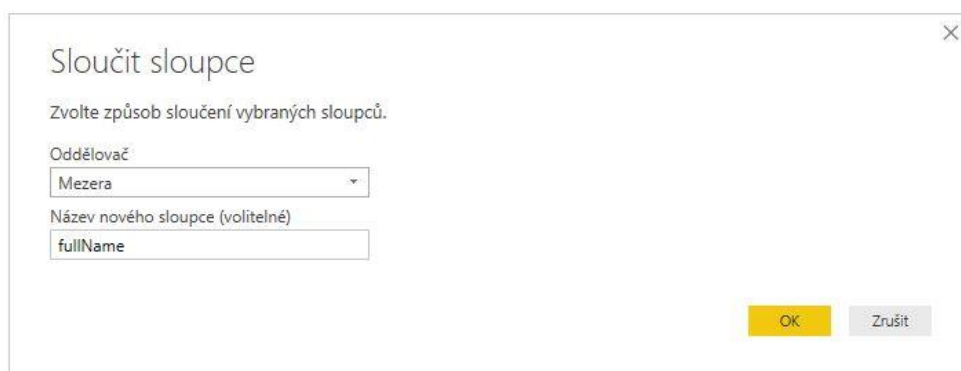 Sloučit sloupce
Zvolte způsob sloučení vybraných sloupců.
Oddělovač
Mezera
Název nového sloupce (volitelné)
fullName
OK Zrušit